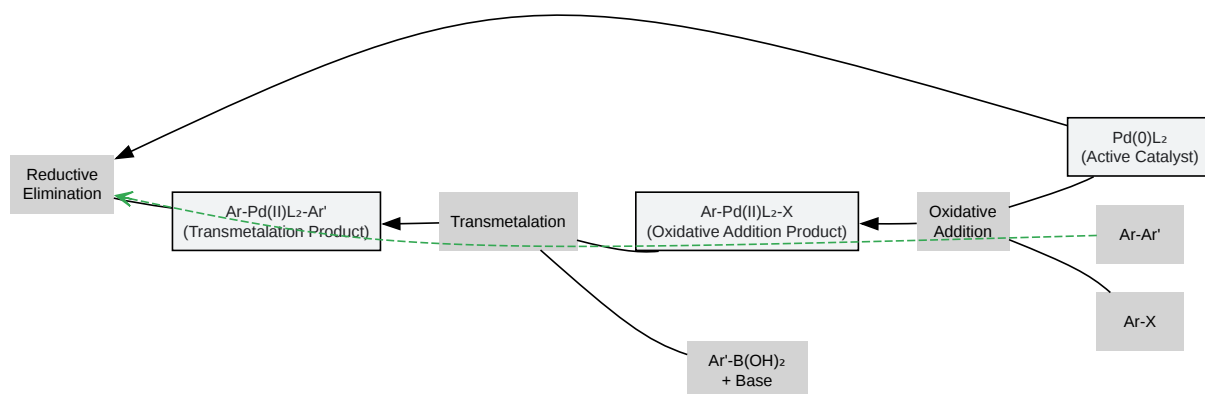 Pd(0)L₂
(Active Catalyst)
Reductive
Elimination
Ar-Pd(II)L₂-Ar'
(Transmetalation Product)
Transmetalation
Ar-Pd(II)L₂-X
(Oxidative Addition Product)
Oxidative
Addition
Ar-Ar'
Ar-X
Ar'-B(OH)₂
+ Base